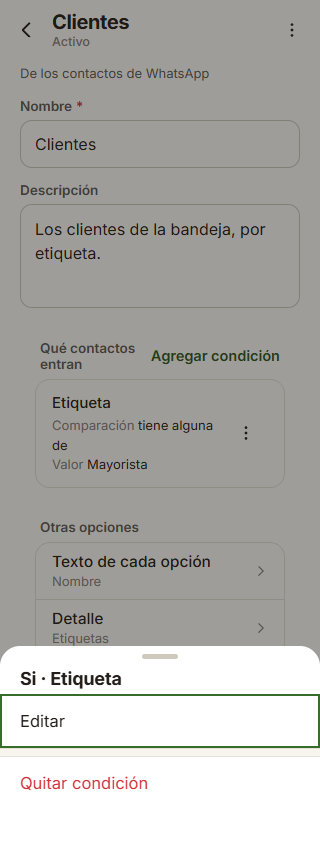 Clientes
Activo
De los contactos de WhatsApp
Nombre *
Clientes
Descripción
Los clientes de la bandeja, por
etiqueta.
Qué contactos
entran
Agregar condición
Etiqueta
Comparación tiene alguna
de
Valor Mayorista
Otras opciones
Texto de cada opción
Nombre
Detalle
Etiquetas
Si · Etiqueta
Editar
Quitar condición